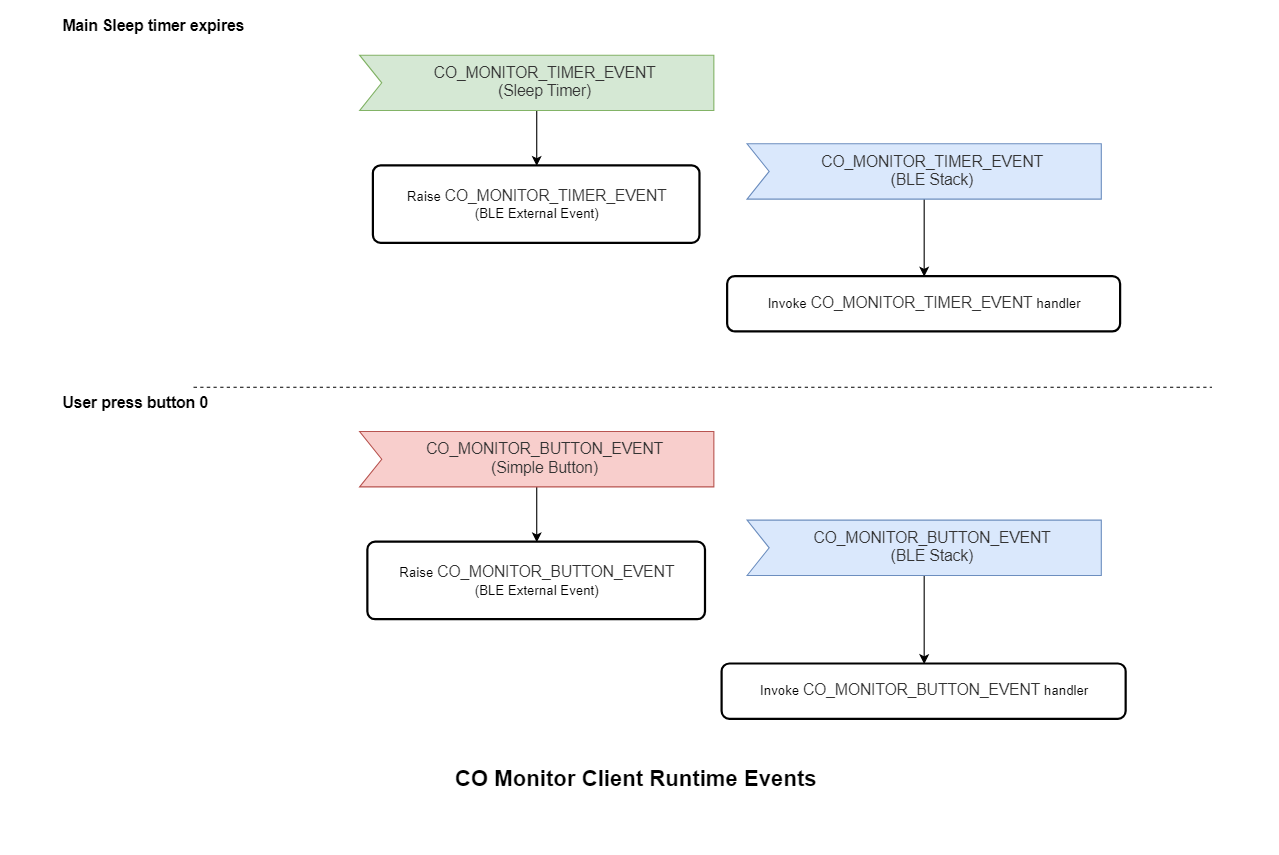 Main Sleep timer expires
CO_MONITOR_TIMER_EVENT
(Sleep Timer)
CO_MONITOR_TIMER_EVENT
(BLE Stack)
Raise CO_MONITOR_TIMER_EVENT
(BLE External Event)
Invoke CO_MONITOR_TIMER_EVENT handler
User press button 0
CO_MONITOR_BUTTON_EVENT
(Simple Button)
CO_MONITOR_BUTTON_EVENT
(BLE Stack)
Raise CO_MONITOR_BUTTON_EVENT
(BLE External Event)
Invoke CO_MONITOR_BUTTON_EVENT handler
CO Monitor Client Runtime Events